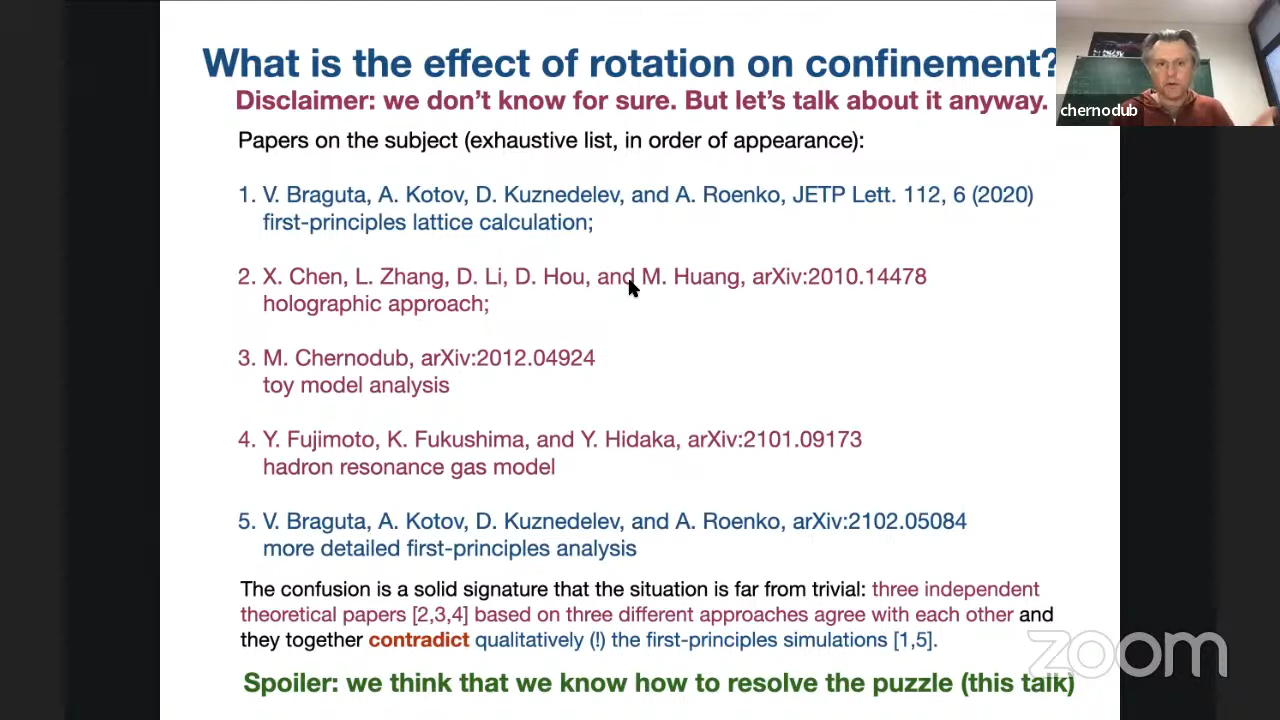 What is the effect of rotation on confinement?
Disclaimer: we don't know for sure. But let's talk about it anyway.
chernodub
Papers on the subject (exhaustive list, in order of appearance):
1. V. Braguta, A. Kotov, D. Kuznedelev, and A. Roenko, JETP Lett. 112, 6 (2020)
first-principles lattice calculation;
2. X. Chen, L. Zhang, D. Li, D. Hou, and M. Huang, arXiv:2010.14478
holographic approach;
3. M. Chernodub, arXiv:2012.04924
toy model analysis
4. Y. Fujimoto, K. Fukushima, and Y. Hidaka, arXiv:2101.09173
hadron resonance gas model
5. V. Braguta, A. Kotov, D. Kuznedelev, and A. Roenko, arXiv:2102.05084
more detailed first-principles analysis
The confusion is a solid signature that the situation is far from trivial: three independent
theoretical papers [2,3,4] based on three different approaches agree with each other and
they together contradict qualitatively (!) the first-principles simulations [1,5].
zoom
Spoiler: we think that we know how to resolve the puzzle (this talk)